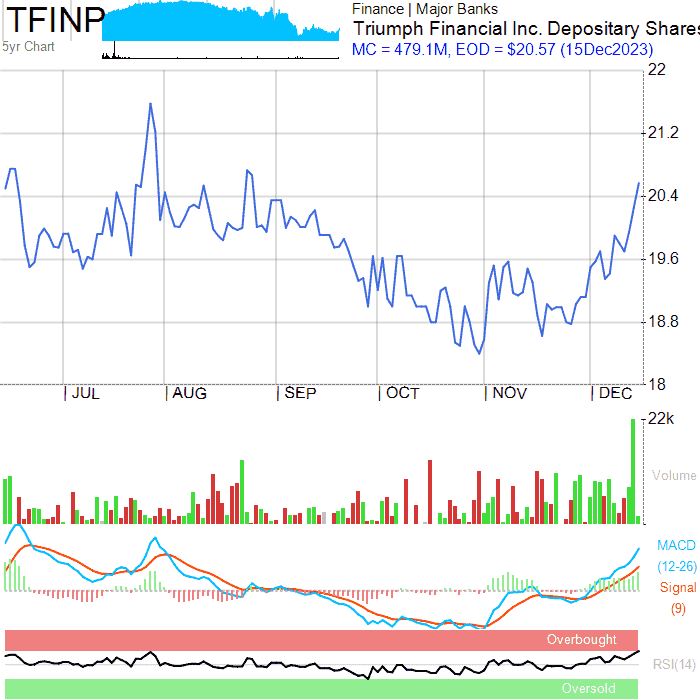 TFINP
5yr Chart
Finance | Major Banks
Triumph Financial Inc. Depositary Shares
MC = 479.1M, EOD = $20.57 (15Dec2023)
22
21.2
20.4
19.6
18.8
18
JUL AUG SEP OCT NOV DEC
22k
Volume
MACD
(12-26)
Signal
(9)
Overbought
RSI(14)
Oversold